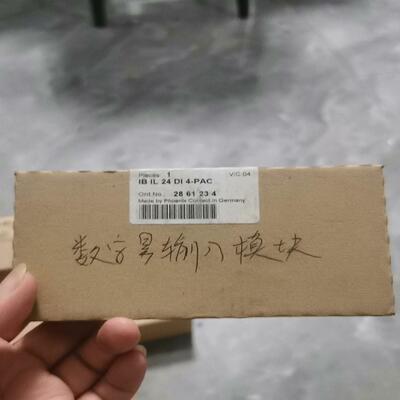 Pieces: 1 V/C:04
IB IL 24 DI 4-PAC
Ord.No.: 28 61 23 4
Made by Phoenix Contact in Germany
数字量输入模块